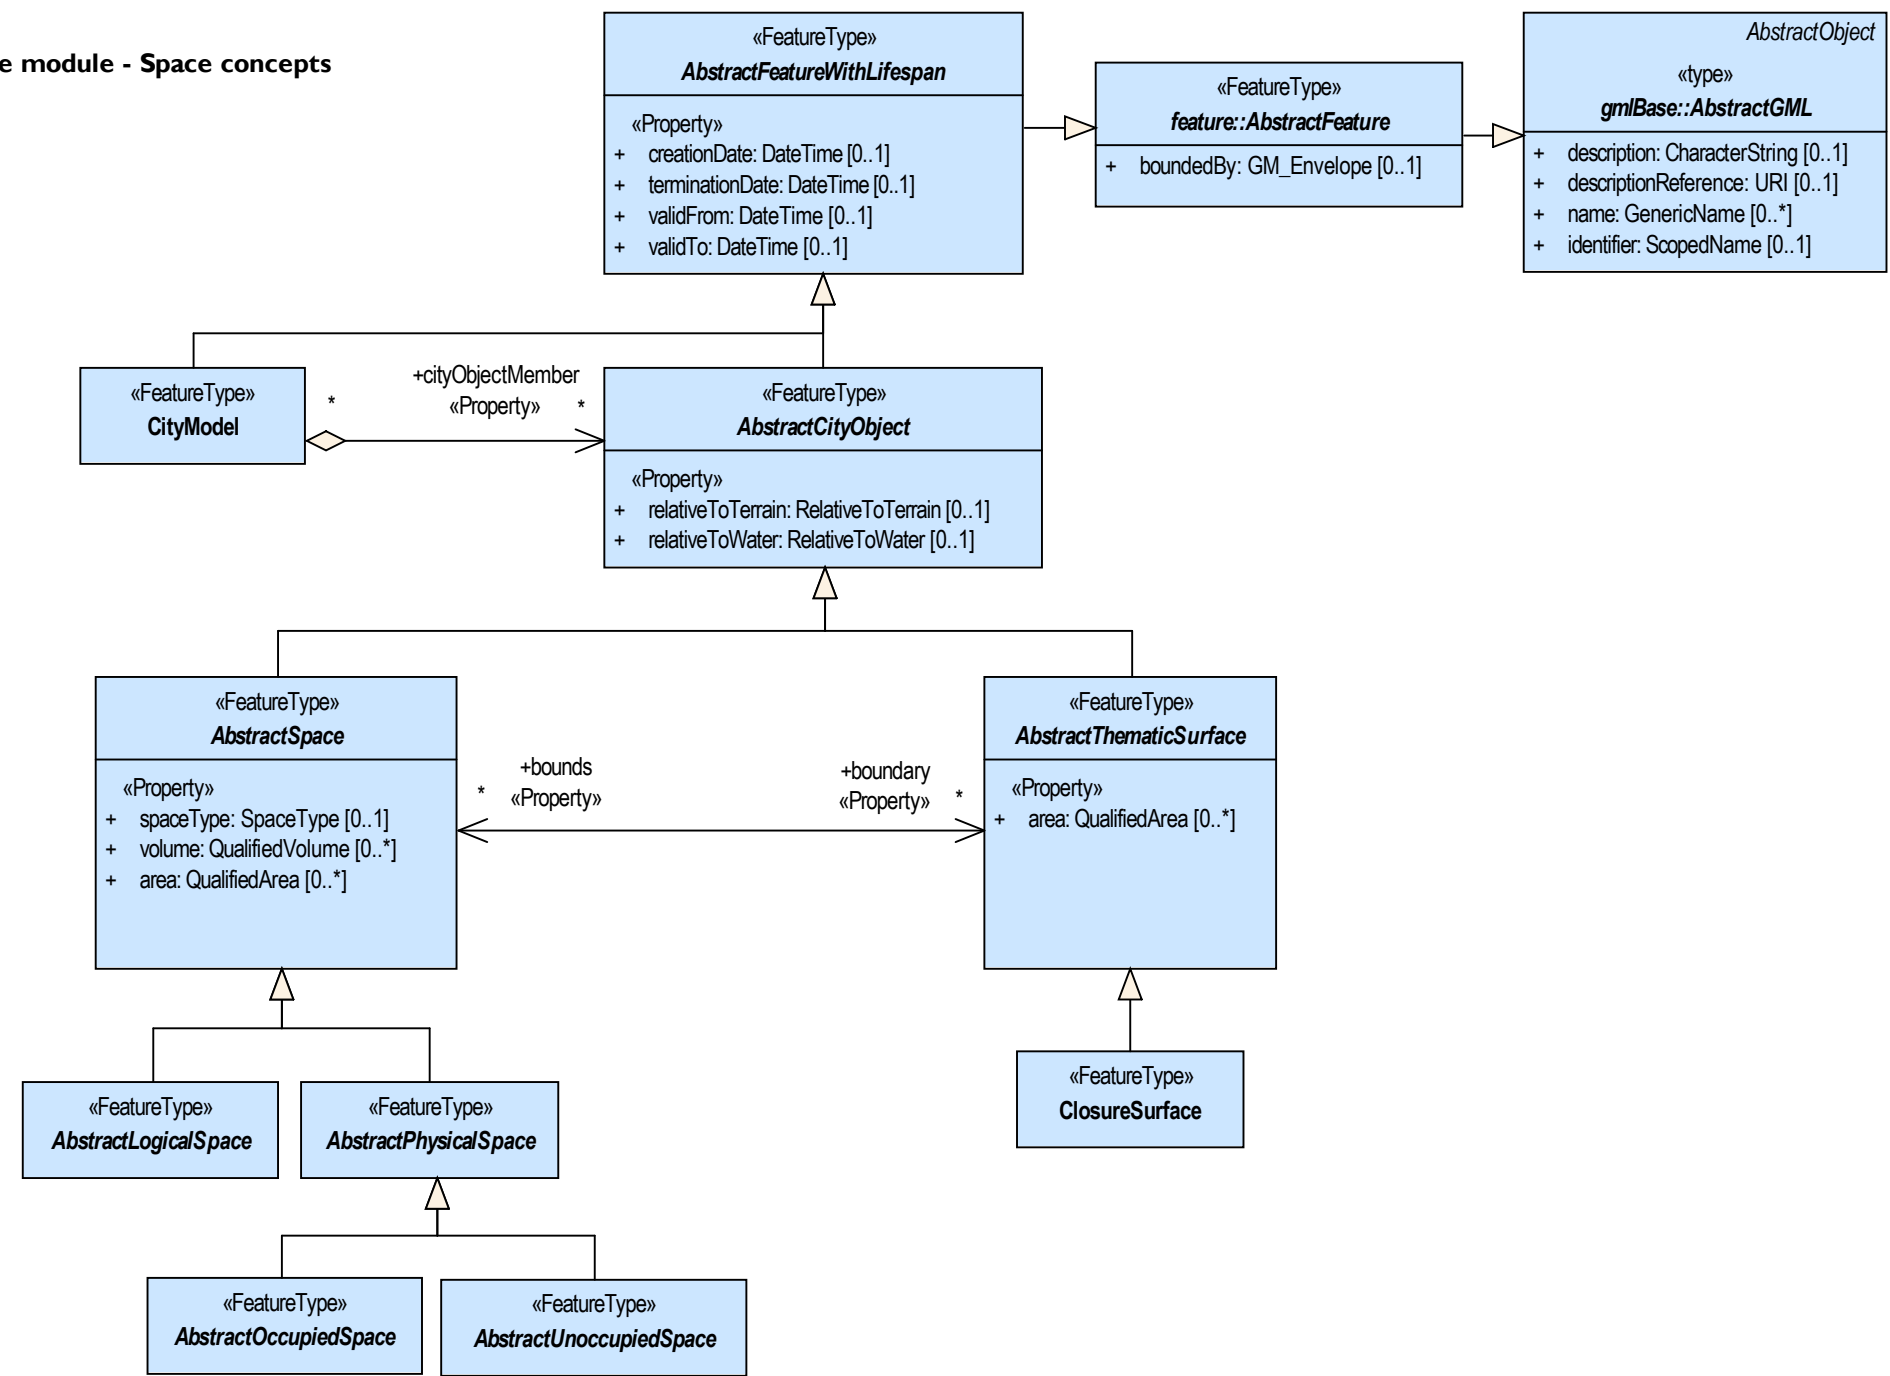 e module - Space concepts
«FeatureType»
AbstractFeatureWithLifespan
«Property»
+ creationDate: DateTime [0..1]
+ terminationDate: DateTime [0..1]
+ validFrom: DateTime [0..1]
+ validTo: DateTime [0..1]
«FeatureType»
feature::AbstractFeature
+ boundedBy: GM_Envelope [0..1]
AbstractObject
«type»
gmlBase::AbstractGML
+ description: CharacterString [0..1]
+ descriptionReference: URI [0..1]
+ name: GenericName [0..*]
+ identifier: ScopedName [0..1]
«FeatureType»
CityModel
*
+cityObjectMember
«Property»
*
«FeatureType»
AbstractCityObject
«Property»
+ relativeToTerrain: RelativeToTerrain [0..1]
+ relativeToWater: RelativeToWater [0..1]
«FeatureType»
AbstractSpace
«Property»
+ spaceType: SpaceType [0..1]
+ volume: QualifiedVolume [0..*]
+ area: QualifiedArea [0..*]
+bounds
* «Property»
+boundary
«Property» *
«FeatureType»
AbstractThematicSurface
«Property»
+ area: QualifiedArea [0..*]
«FeatureType»
AbstractLogicalSpace
«FeatureType»
AbstractPhysicalSpace
«FeatureType»
ClosureSurface
«FeatureType»
AbstractOccupiedSpace
«FeatureType»
AbstractUnoccupiedSpace